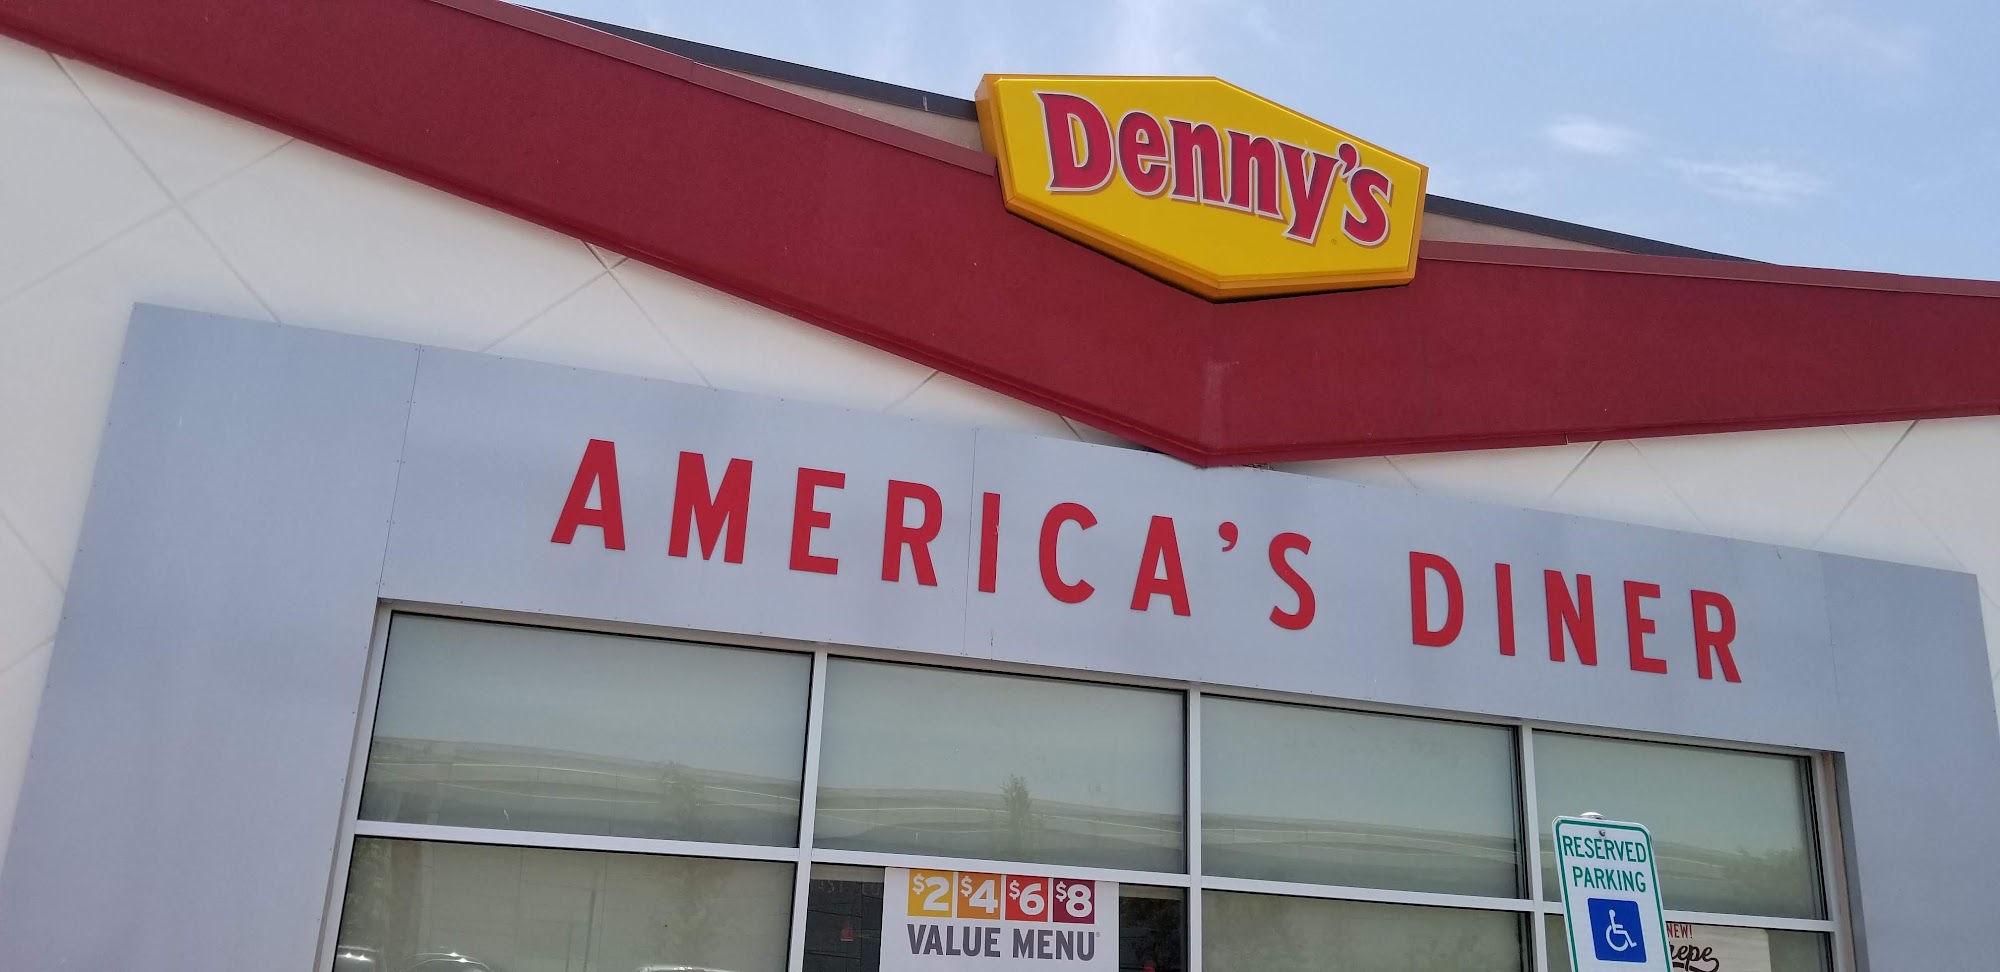 Denny's
AMERICA'S DINER
RESERVED
PARKING
$2 $4 $6 $8
VALUE MENU
NEW!